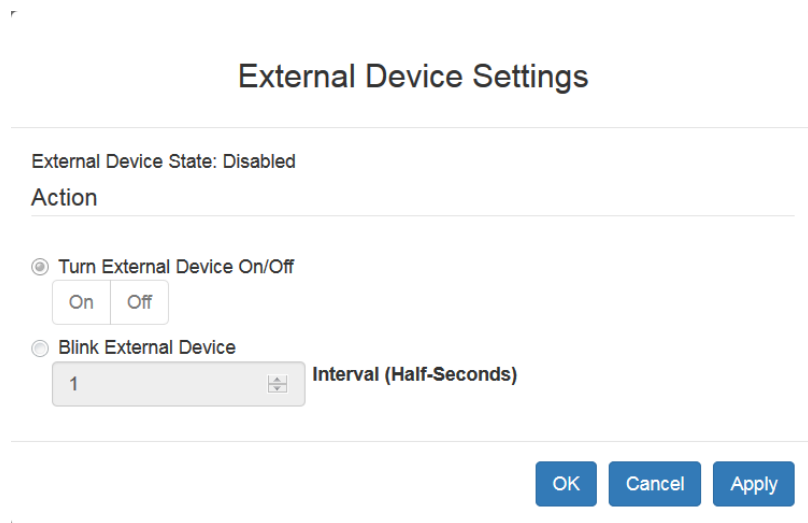 External Device Settings
External Device State: Disabled
Action
Turn External Device On/Off
On Off
Blink External Device
1 Interval (Half-Seconds)
OK Cancel Apply